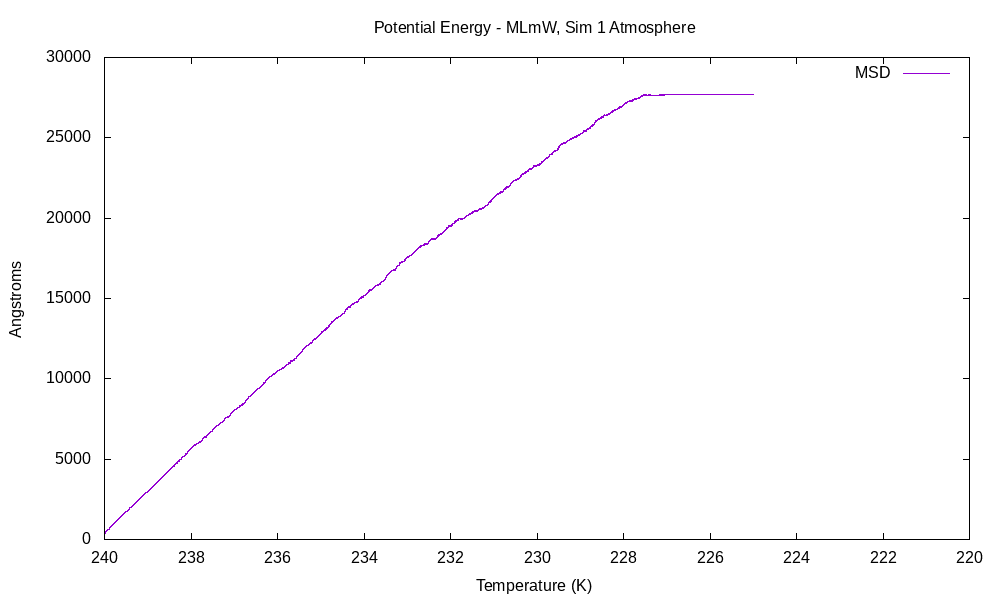 Potential Energy - MLmW, Sim 1 Atmosphere
30000
MSD
25000
20000
15000
10000
5000
0
Angstroms
240 238 236 234 232 230 228 226 224 222 220
Temperature (K)